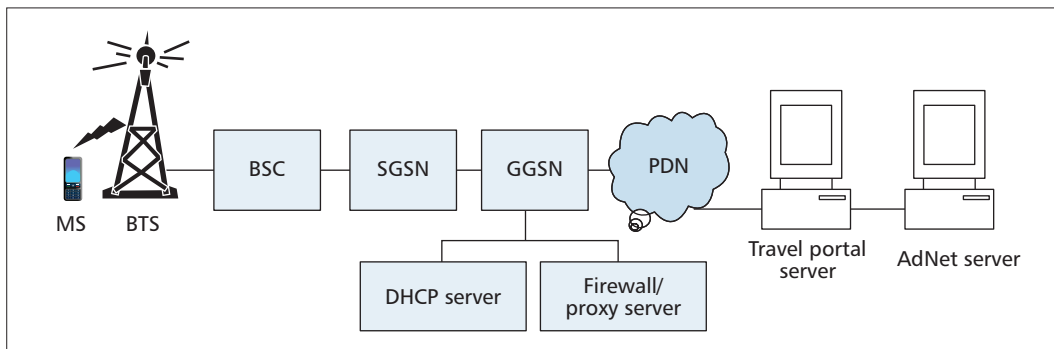 MS
BTS
BSC
SGSN
GGSN
PDN
DHCP server
Firewall/
proxy server
Travel portal
server
AdNet server